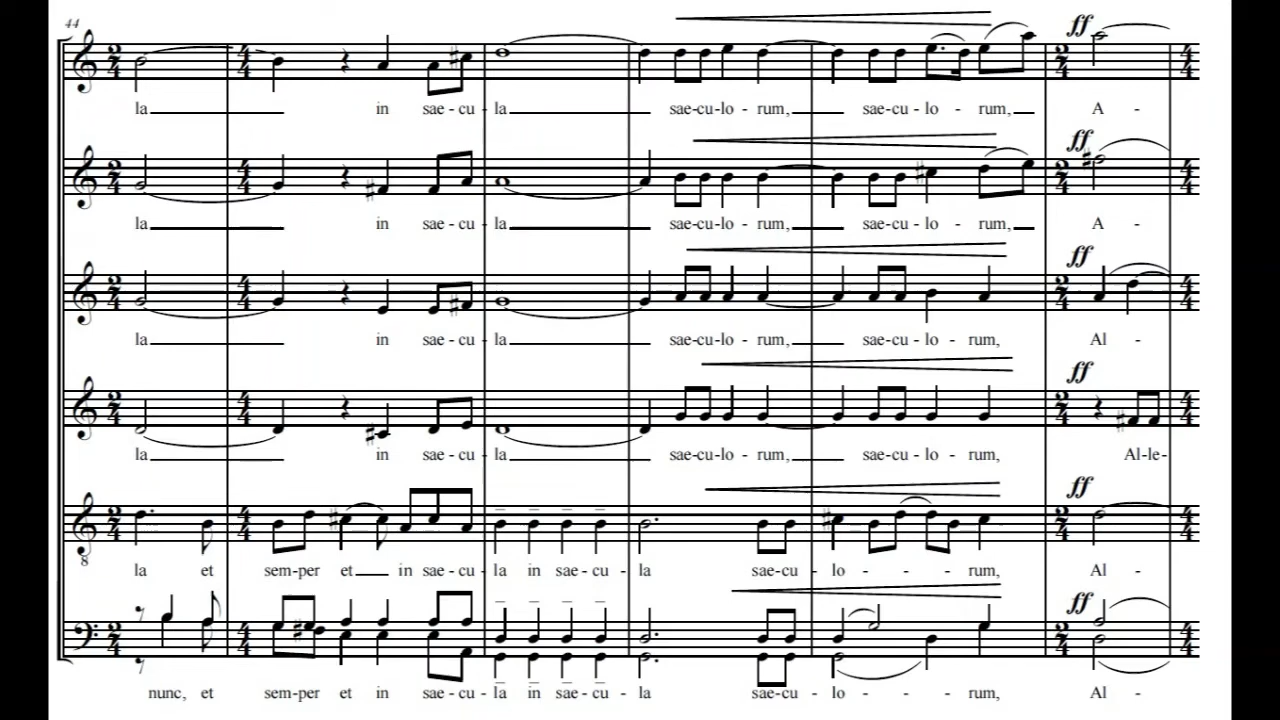 44
ff
la in sae - cu - la sae-cu-lo - rum, sae-cu - lo - rum, A -
ff
la in sae - cu - la sae-cu-lo - rum, sae-cu - lo - rum, A -
ff
la in sae - cu - la sae-cu-lo - rum, sae-cu - lo - rum, Al -
ff
la in sae - cu - la sae-cu-lo - rum, sae-cu - lo - rum, Al-le-
ff
8
la et sem-per et in sae-cu - la in sae - cu - la sae-cu - lo - - - rum, Al -
ff
nunc, et sem-per et in sae - cu - la in sae - cu - la sae-cu - lo - - - rum, Al -